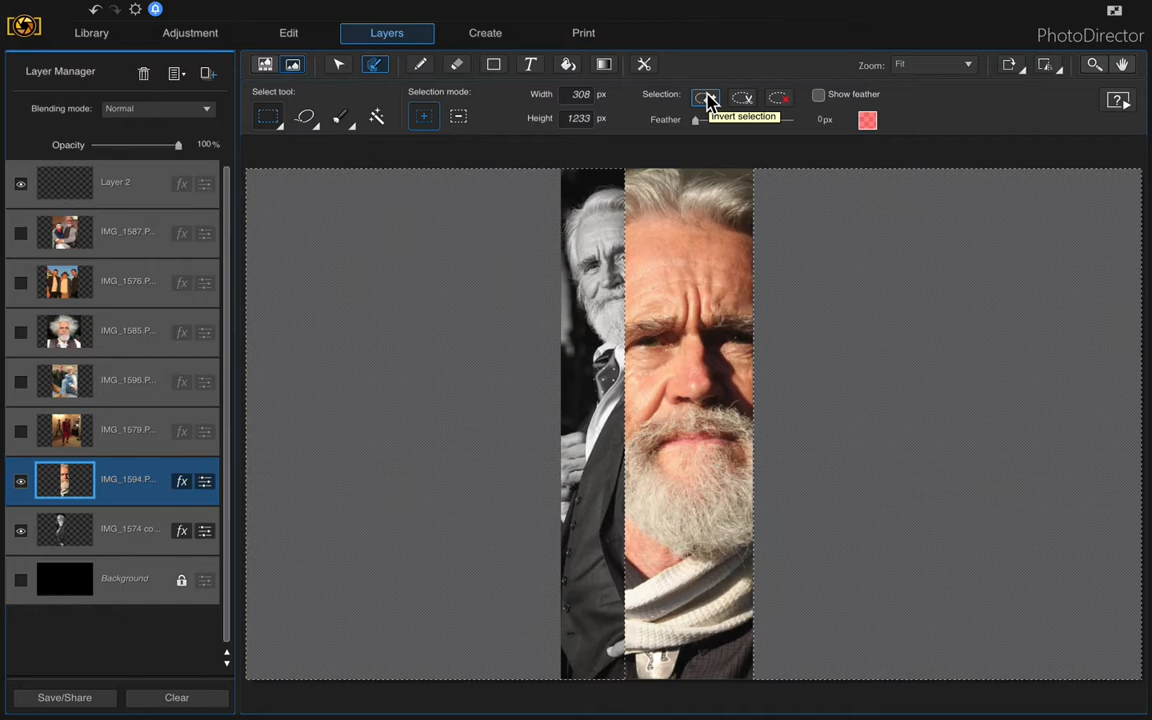 Library
Adjustment
Edit
Layers
Create
Print
PhotoDirector
Layer Manager
Zoom:
Fit
T
Blending mode:
Normal
Opacity
100%
Select tool:
Selection mode:
Width
308
px
Height
1233
px
Selection:
Show feather
Feather
0px
Invert selection
?
Layer 2
fx
IMG_1587.P...
fx
IMG_1576.P...
fx
IMG_1585.P...
fx
IMG_1596.P...
fx
IMG_1579.P...
fx
IMG_1594.P...
fx
IMG_1574 co...
fx
Background
Save/Share
Clear